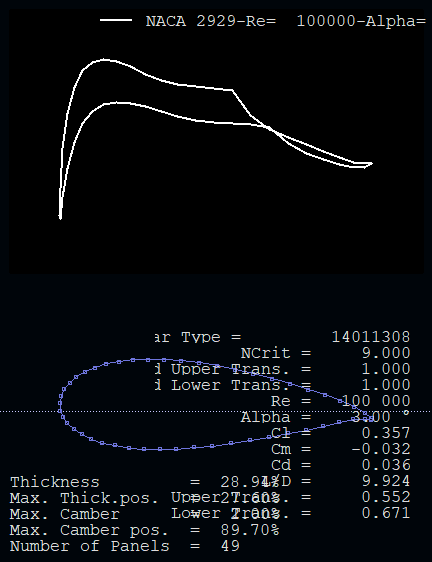 NACA 2929-Re= 100000-Alpha=
ar Type = 14011308
NCrit = 9.000
d Upper Trans. = 1.000
d Lower Trans. = 1.000
Re = 100 000
Alpha = 3.00 °
Cl = 0.357
Cm = -0.032
Cd = 0.036
L/D = 9.924
Upper Trans. = 0.552
Lower Trans. = 0.671
Thickness = 28.94%
Max. Thick.pos. = 27.60%
Max. Camber = 2.00%
Max. Camber pos. = 89.70%
Number of Panels = 49